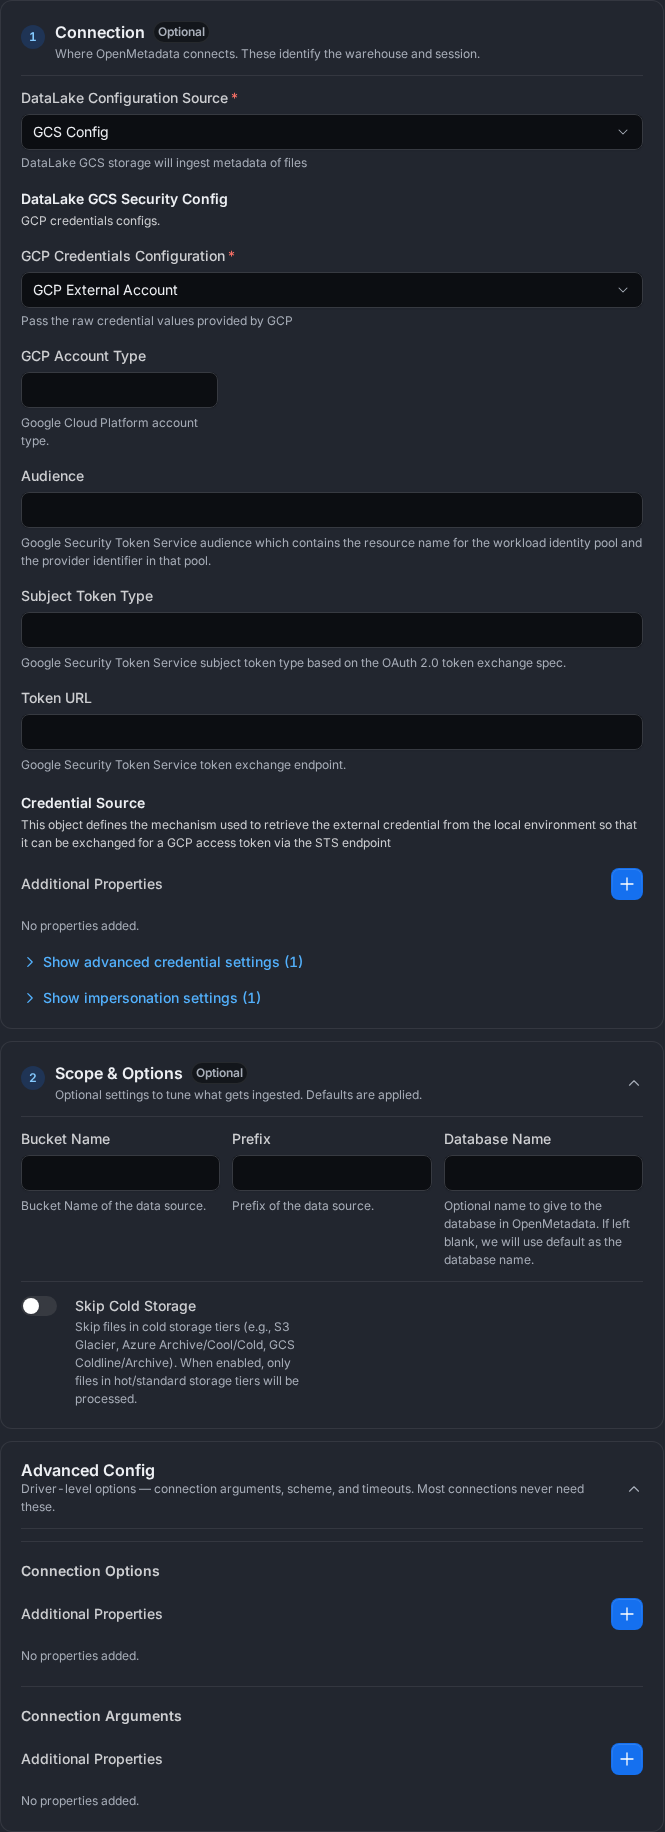 1
Connection
Optional
Where OpenMetadata connects. These identify the warehouse and session.
DataLake Configuration Source *
GCS Config
DataLake GCS storage will ingest metadata of files
DataLake GCS Security Config
GCP credentials configs.
GCP Credentials Configuration *
GCP External Account
Pass the raw credential values provided by GCP
GCP Account Type
Google Cloud Platform account
type.
Audience
Google Security Token Service audience which contains the resource name for the workload identity pool and
the provider identifier in that pool.
Subject Token Type
Google Security Token Service subject token type based on the OAuth 2.0 token exchange spec.
Token URL
Google Security Token Service token exchange endpoint.
Credential Source
This object defines the mechanism used to retrieve the external credential from the local environment so that
it can be exchanged for a GCP access token via the STS endpoint
Additional Properties
No properties added.
Show advanced credential settings (1)
Show impersonation settings (1)
2
Scope & Options
Optional
Optional settings to tune what gets ingested. Defaults are applied.
Bucket Name
Bucket Name of the data source.
Prefix
Prefix of the data source.
Database Name
Optional name to give to the
database in OpenMetadata. If left
blank, we will use default as the
database name.
Skip Cold Storage
Skip files in cold storage tiers (e.g., S3
Glacier, Azure Archive/Cool/Cold, GCS
Coldline/Archive). When enabled, only
files in hot/standard storage tiers will be
processed.
Advanced Config
Driver-level options — connection arguments, scheme, and timeouts. Most connections never need
these.
Connection Options
Additional Properties
No properties added.
Connection Arguments
Additional Properties
No properties added.